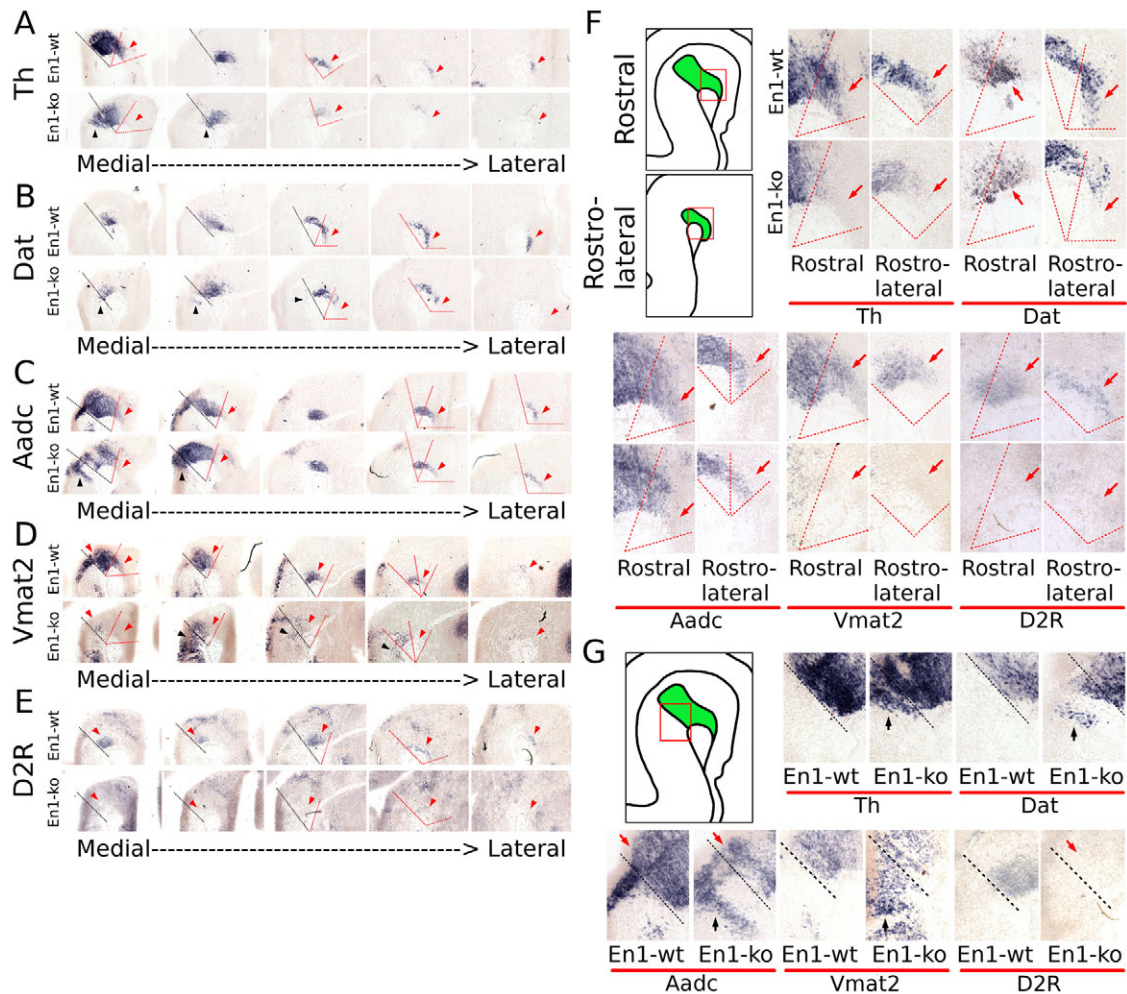 A
Th
En1-wt
En1-ko
Medial----------------------------> Lateral
B
Dat
En1-wt
En1-ko
Medial----------------------------> Lateral
C
Aadc
En1-wt
En1-ko
Medial----------------------------> Lateral
D
Vmat2
En1-wt
En1-ko
Medial----------------------------> Lateral
E
D2R
En1-wt
En1-ko
Medial----------------------------> Lateral
F
Rostral
Rostro-
lateral
En1-wt
En1-ko
Rostral Rostro- Rostral Rostro-
lateral lateral
Th Dat
Rostral Rostro- Rostral Rostro- Rostral Rostro-
lateral lateral lateral
Aadc Vmat2 D2R
G
En1-wt En1-ko En1-wt En1-ko
Th Dat
En1-wt En1-ko En1-wt En1-ko En1-wt En1-ko
Aadc Vmat2 D2R